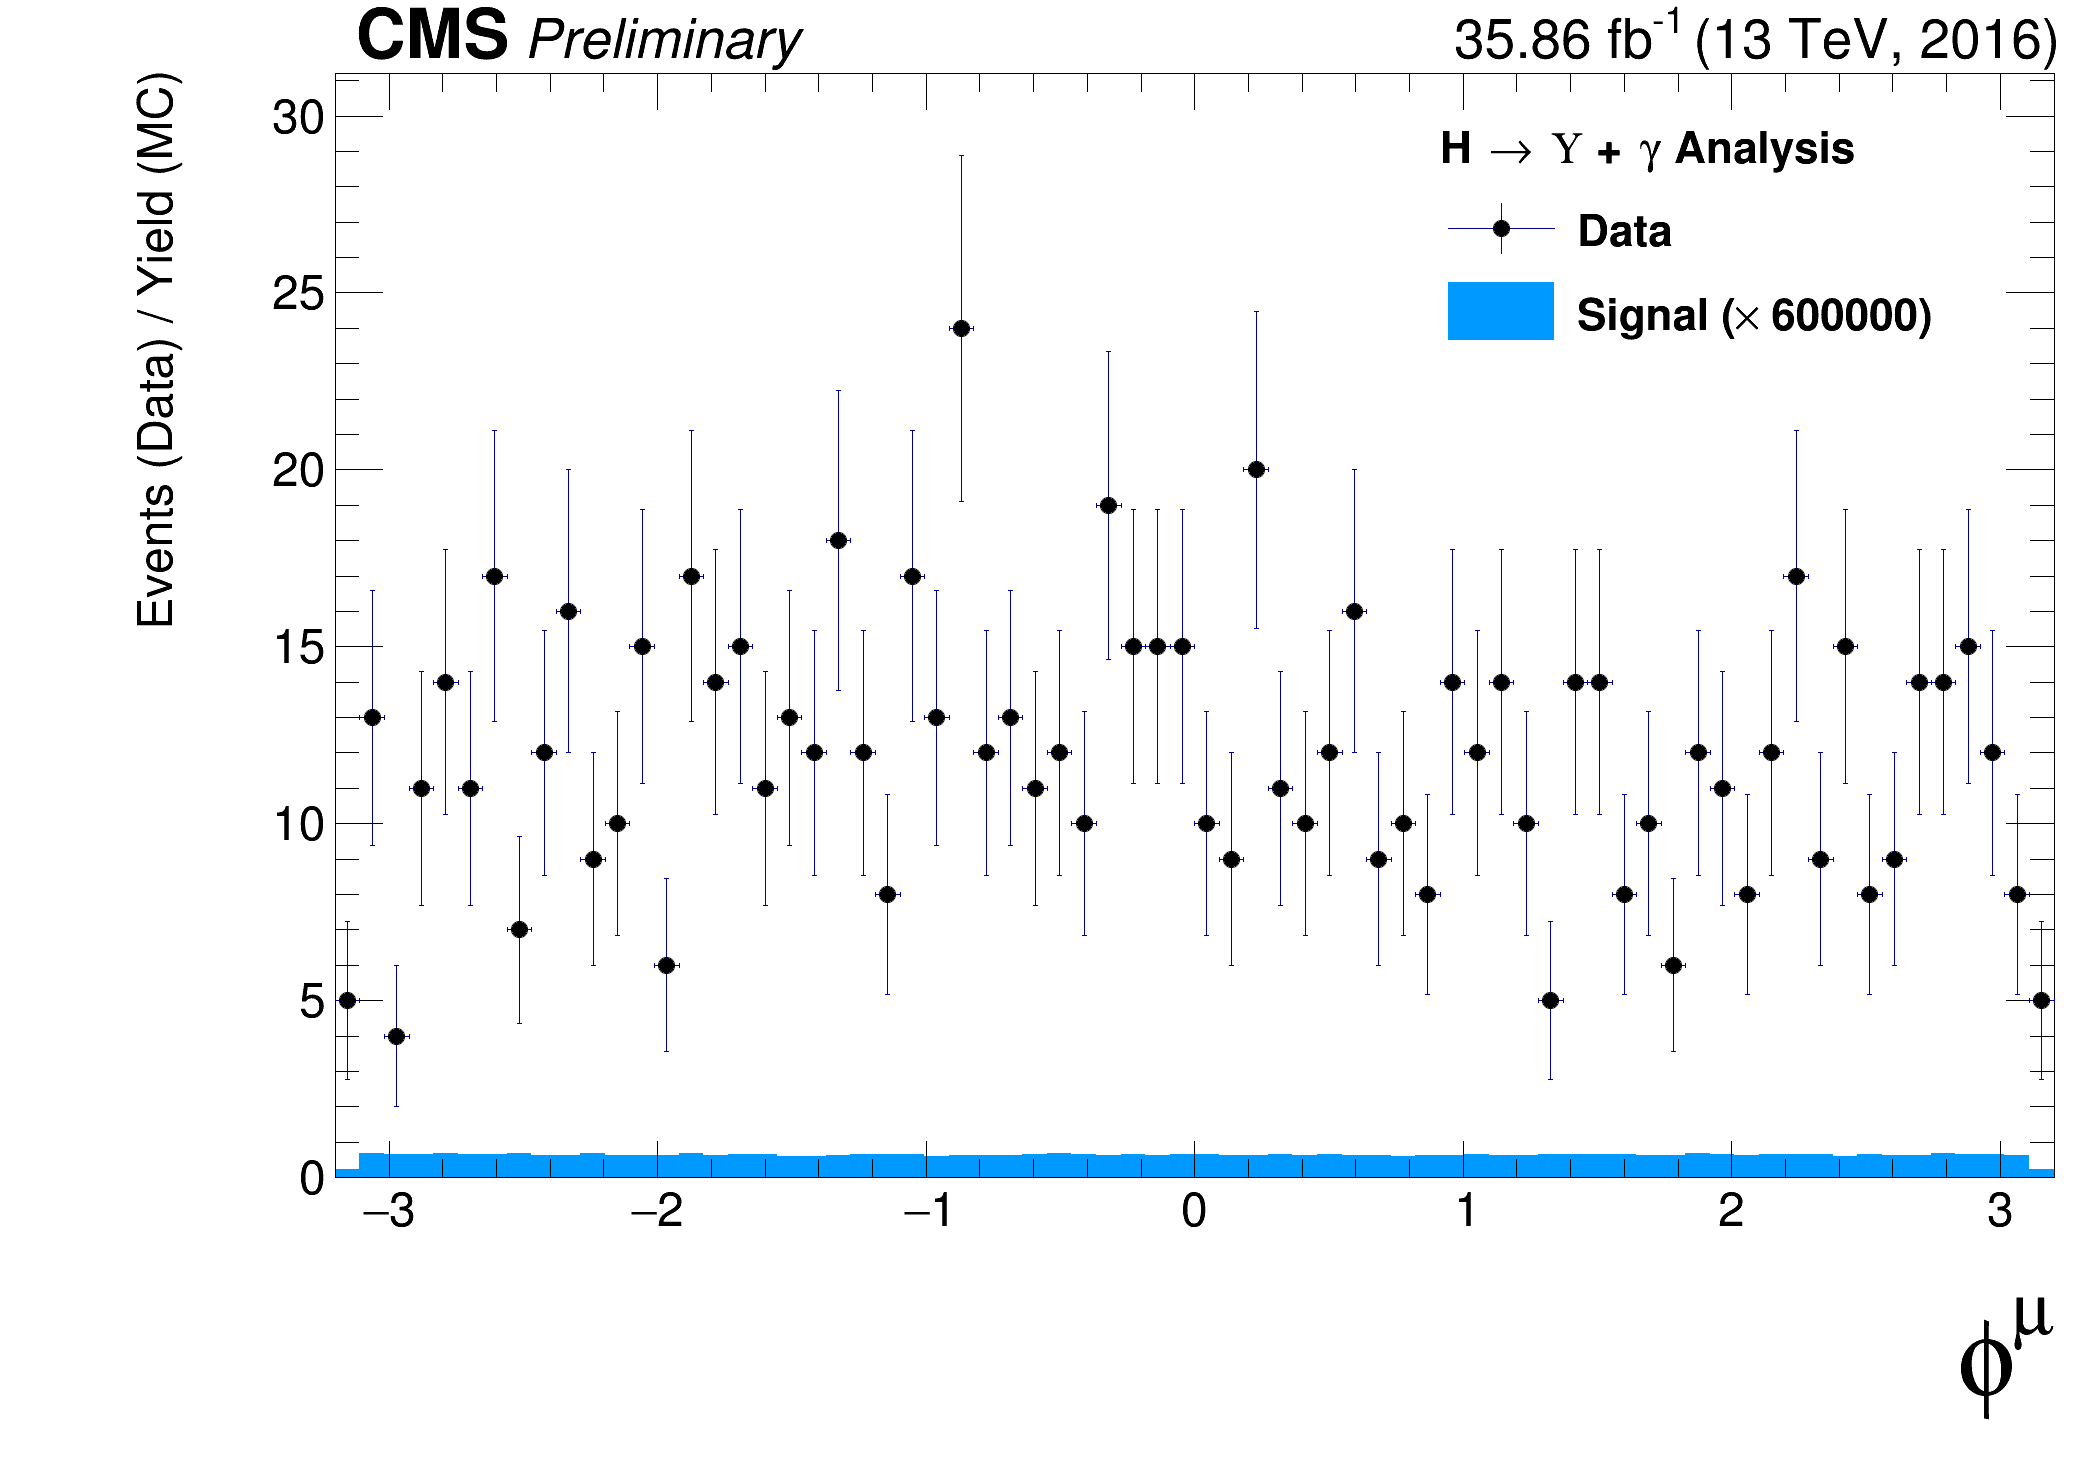 CMS Preliminary 35.86 fb⁻¹ (13 TeV, 2016)
Events (Data) / Yield (MC)
H → Υ + γ Analysis
Data
Signal (× 600000)
30
25
20
15
10
5
0
−3 −2 −1 0 1 2 3
ϕ^μ